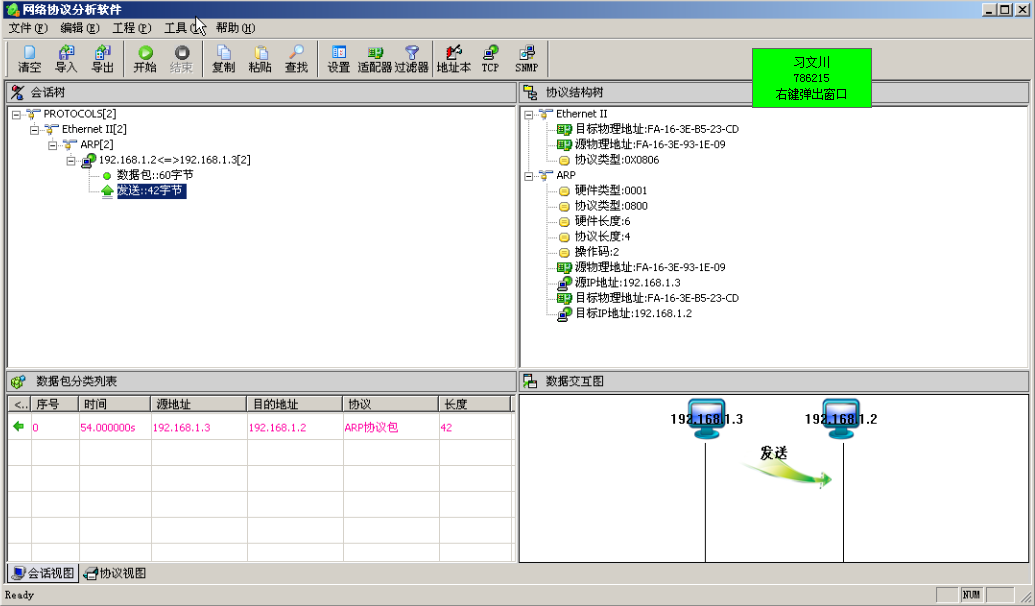 网络协议分析软件
文件(F) 编辑(E) 工程(P) 工具 帮助(H)
清空 导入 导出 开始 结束 复制 粘贴 查找 设置 适配器 过滤器 地址本 TCP SNMP
习文川
786215
右键弹出窗口
会话树
PROTOCOLS[2]
Ethernet II[2]
ARP[2]
192.168.1.2<=>192.168.1.3[2]
数据包::60字节
发送::42字节
协议结构树
Ethernet II
目标物理地址:FA-16-3E-B5-23-CD
源物理地址:FA-16-3E-93-1E-09
协议类型:0X0806
ARP
硬件类型:0001
协议类型:0800
硬件长度:6
协议长度:4
操作码:2
源物理地址:FA-16-3E-93-1E-09
源IP地址:192.168.1.3
目标物理地址:FA-16-3E-B5-23-CD
目标IP地址:192.168.1.2
数据包分类列表
<.. 序号 时间 源地址 目的地址 协议 长度
0 54.000000s 192.168.1.3 192.168.1.2 ARP协议包 42
数据交互图
192.168.1.3 192.168.1.2
发送
会话视图 协议视图
Ready NUM